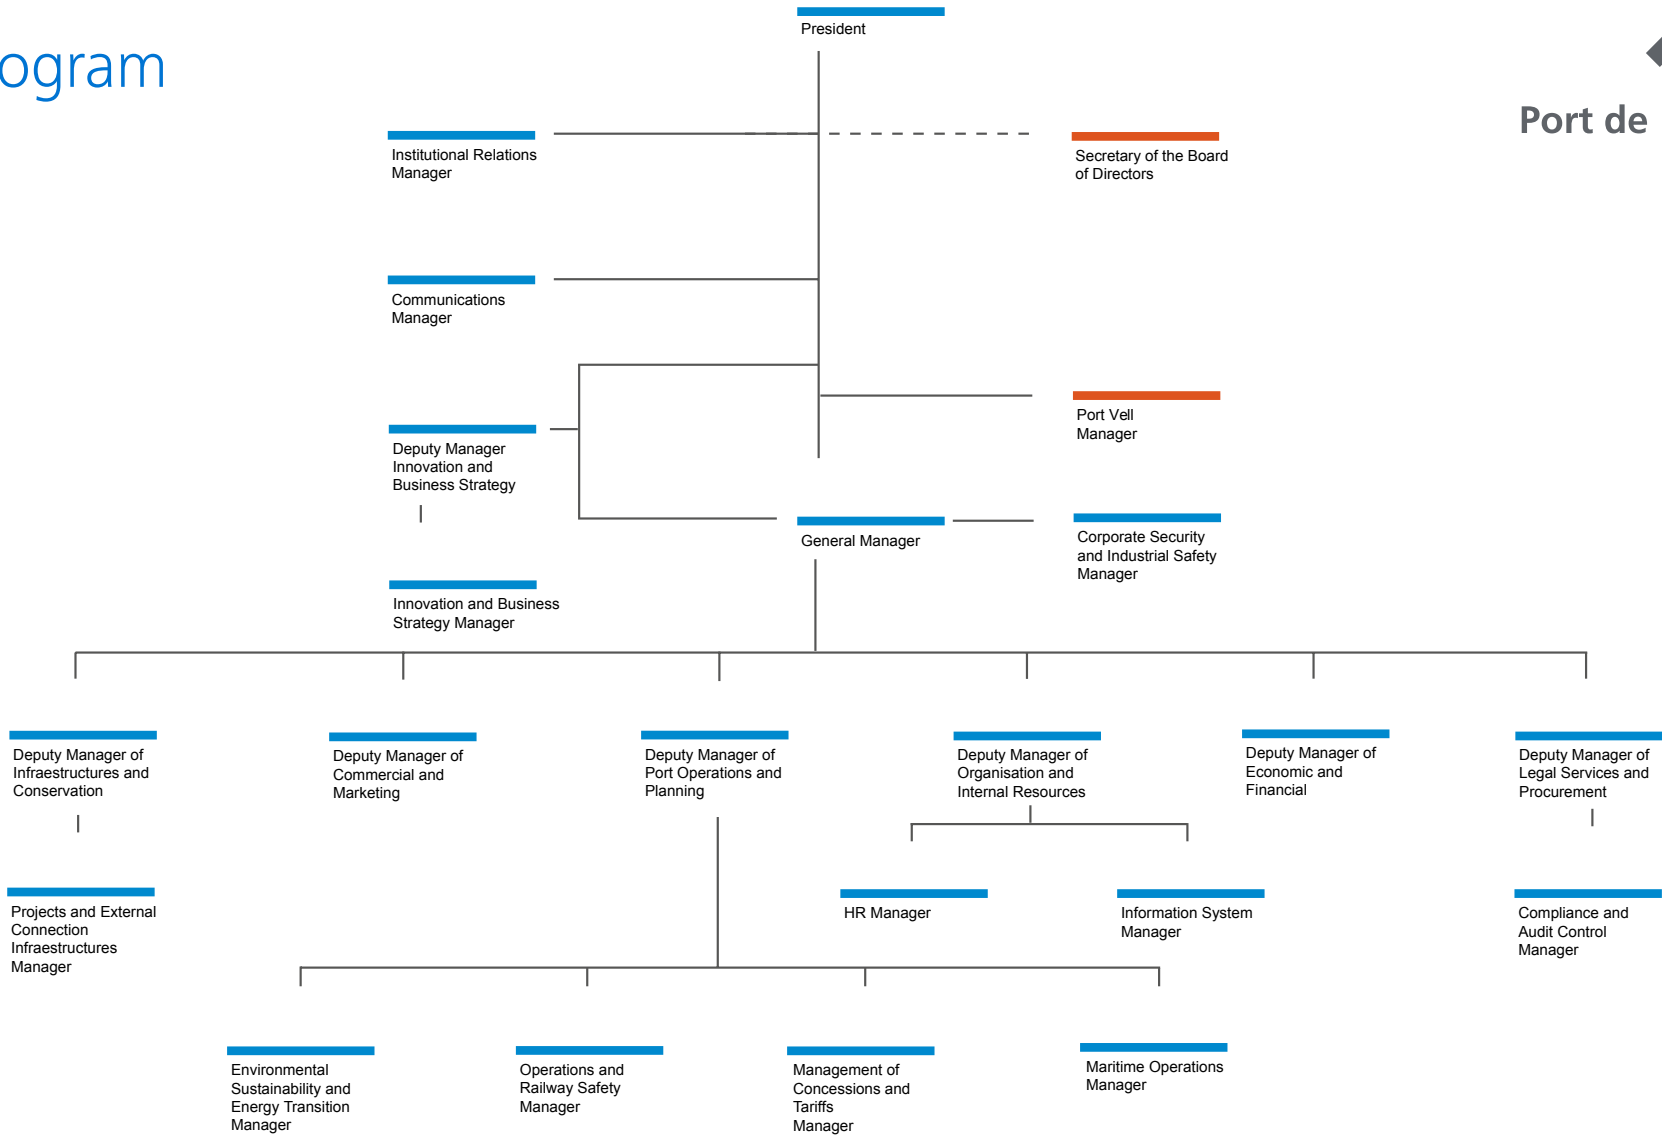 President
ogram
Port de
Institutional Relations
Manager
Secretary of the Board
of Directors
Communications
Manager
Port Vell
Manager
Deputy Manager
Innovation and
Business Strategy
General Manager
Corporate Security
and Industrial Safety
Manager
Innovation and Business
Strategy Manager
Deputy Manager of
Infraestructures and
Conservation
Deputy Manager of
Commercial and
Marketing
Deputy Manager of
Port Operations and
Planning
Deputy Manager of
Organisation and
Internal Resources
Deputy Manager of
Economic and
Financial
Deputy Manager of
Legal Services and
Procurement
Projects and External
Connection
Infraestructures
Manager
HR Manager
Information System
Manager
Compliance and
Audit Control
Manager
Environmental
Sustainability and
Energy Transition
Manager
Operations and
Railway Safety
Manager
Management of
Concessions and
Tariffs
Manager
Maritime Operations
Manager